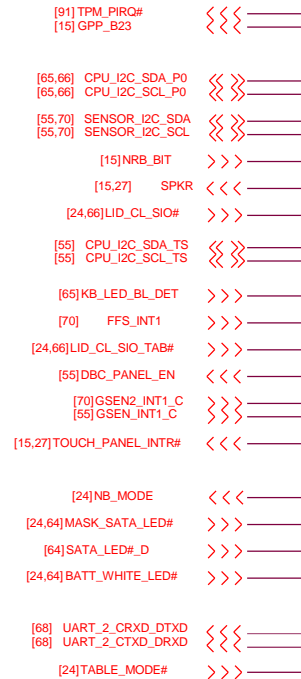 [91] TPM_PIRQ#
[15] GPP_B23
[65,66] CPU_I2C_SDA_P0
[65,66] CPU_I2C_SCL_P0
[55,70] SENSOR_I2C_SDA
[55,70] SENSOR_I2C_SCL
[15]NRB_BIT
[15,27] SPKR
[24,66]LID_CL_SIO#
[55] CPU_I2C_SDA_TS
[55] CPU_I2C_SCL_TS
[65]KB_LED_BL_DET
[70] FFS_INT1
[24,66]LID_CL_SIO_TAB#
[55]DBC_PANEL_EN
[70]GSEN2_INT1_C
[55]GSEN_INT1_C
[15,27]TOUCH_PANEL_INTR#
[24]NB_MODE
[24,64]MASK_SATA_LED#
[64]SATA_LED#_D
[24,64]BATT_WHITE_LED#
[68] UART_2_CRXD_DTXD
[68] UART_2_CTXD_DRXD
[24]TABLE_MODE#